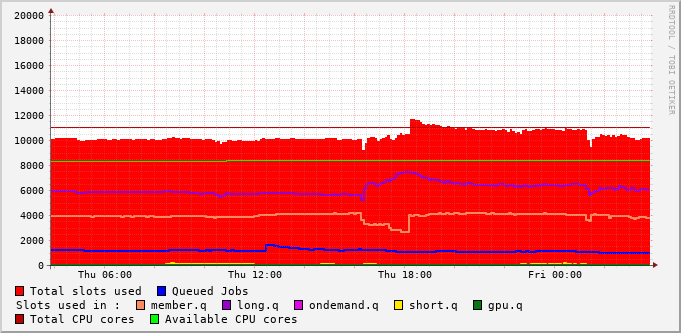 20000
18000
16000
14000
12000
10000
8000
6000
4000
2000
0
Thu 06:00 Thu 12:00 Thu 18:00 Fri 00:00
RRDTOOL / TOBI OETIKER
Total slots used Queued Jobs
Slots used in : member.q long.q ondemand.q short.q gpu.q
Total CPU cores Available CPU cores